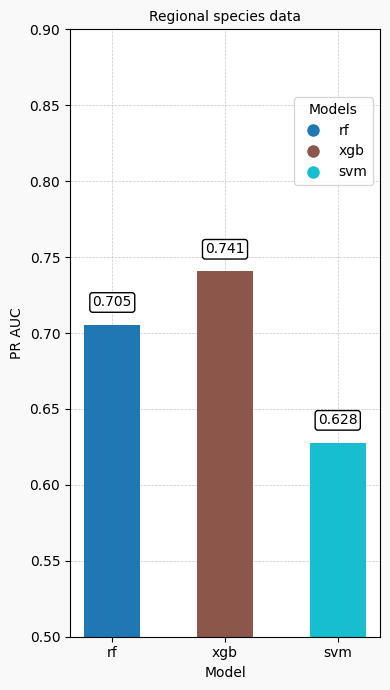 Regional species data
0.90
0.85
0.80
0.75
0.70
0.65
0.60
0.55
0.50
PR AUC
Models
rf
xgb
svm
0.705
0.741
0.628
rf xgb svm
Model